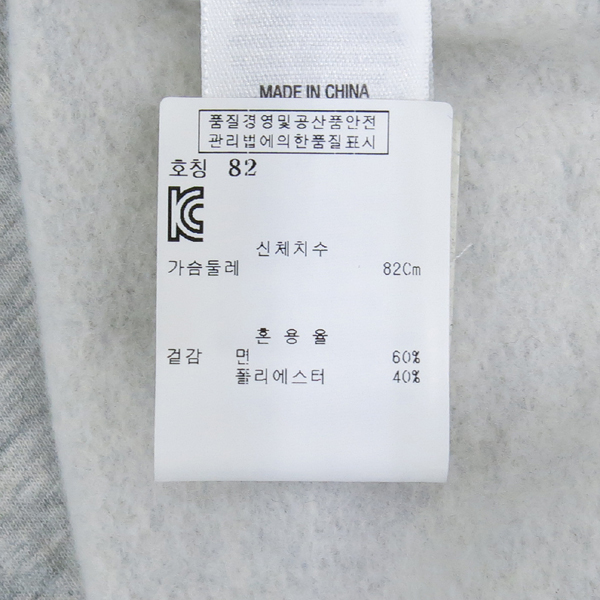 MADE IN CHINA
품질경영및공산품안전
관리법에의한품질표시
호칭 82
신체치수
가슴둘레 82Cm
혼용율
겉감 면 60%
폴리에스터 40%